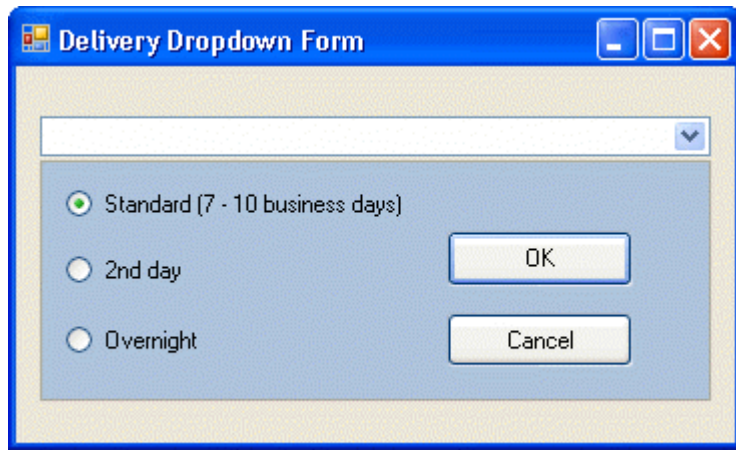 Delivery Dropdown Form
Standard (7 - 10 business days)
2nd day
OK
Overnight
Cancel